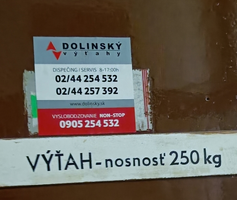 DOLINSKÝ
výťahy
DISPEČING / SERVIS 8-17:00h
02/44 254 532
02/44 257 392
www.dolinsky.sk
VYSLOBODZOVANIE NON-STOP
0905 254 532
VÝŤAH - nosnosť 250 kg